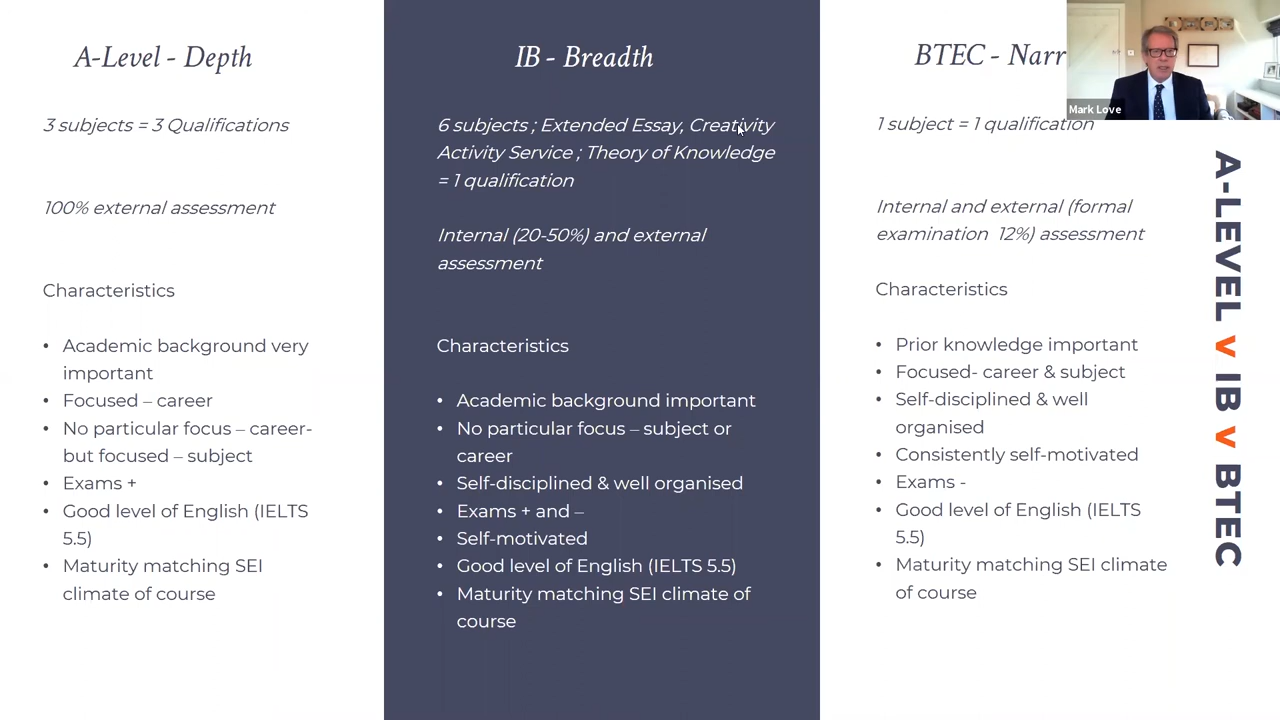 A-Level - Depth
3 subjects = 3 Qualifications
100% external assessment
Characteristics
• Academic background very
important
• Focused – career
• No particular focus – career-
but focused – subject
• Exams +
• Good level of English (IELTS
5.5)
• Maturity matching SEI
climate of course
IB - Breadth
6 subjects ; Extended Essay, Creativity
Activity Service ; Theory of Knowledge
= 1 qualification
Internal (20-50%) and external
assessment
Characteristics
• Academic background important
• No particular focus – subject or
career
• Self-disciplined & well organised
• Exams + and –
• Self-motivated
• Good level of English (IELTS 5.5)
• Maturity matching SEI climate of
course
BTEC - Narr
1 subject = 1 qualification
Internal and external (formal
examination 12%) assessment
Characteristics
• Prior knowledge important
• Focused- career & subject
• Self-disciplined & well
organised
• Consistently self-motivated
• Exams -
• Good level of English (IELTS
5.5)
• Maturity matching SEI climate
of course
Mark Love
A-LEVEL v IB v BTEC